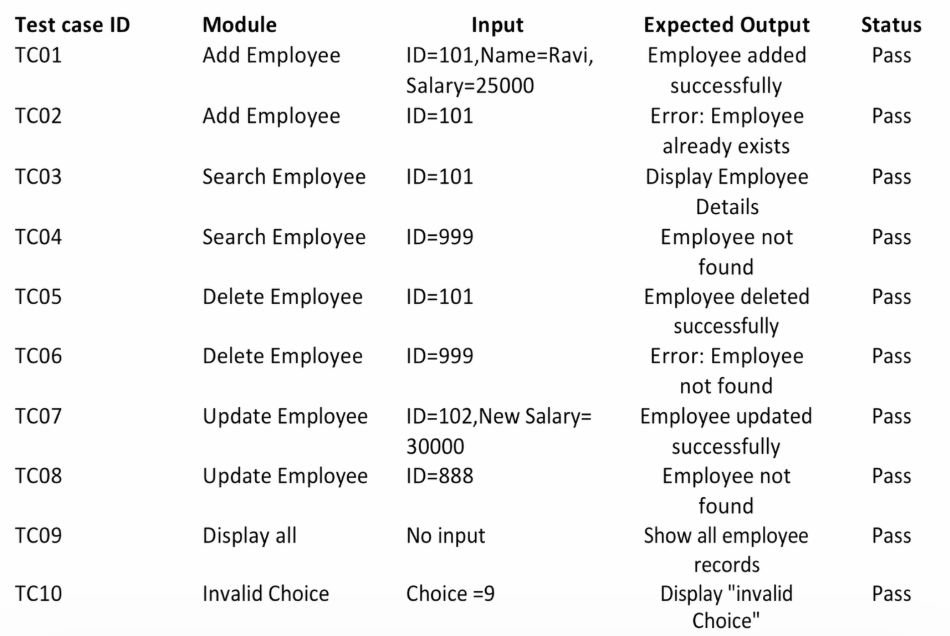 Test case ID Module Input Expected Output Status
TC01 Add Employee ID=101,Name=Ravi, Employee added Pass
Salary=25000 successfully
TC02 Add Employee ID=101 Error: Employee Pass
already exists
TC03 Search Employee ID=101 Display Employee Pass
Details
TC04 Search Employee ID=999 Employee not Pass
found
TC05 Delete Employee ID=101 Employee deleted Pass
successfully
TC06 Delete Employee ID=999 Error: Employee Pass
not found
TC07 Update Employee ID=102,New Salary= Employee updated Pass
30000 successfully
TC08 Update Employee ID=888 Employee not Pass
found
TC09 Display all No input Show all employee Pass
records
TC10 Invalid Choice Choice =9 Display "invalid Pass
Choice"